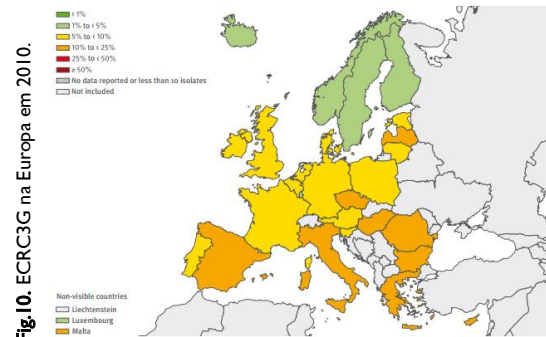 Fig.10. ECRC3G na Europa em 2010.
< 1%
1% to < 5%
5% to < 10%
10% to < 25%
25% to < 50%
≥ 50%
No data reported or less than 10 isolates
Not included
Non-visible countries
Liechtenstein
Luxembourg
Malta